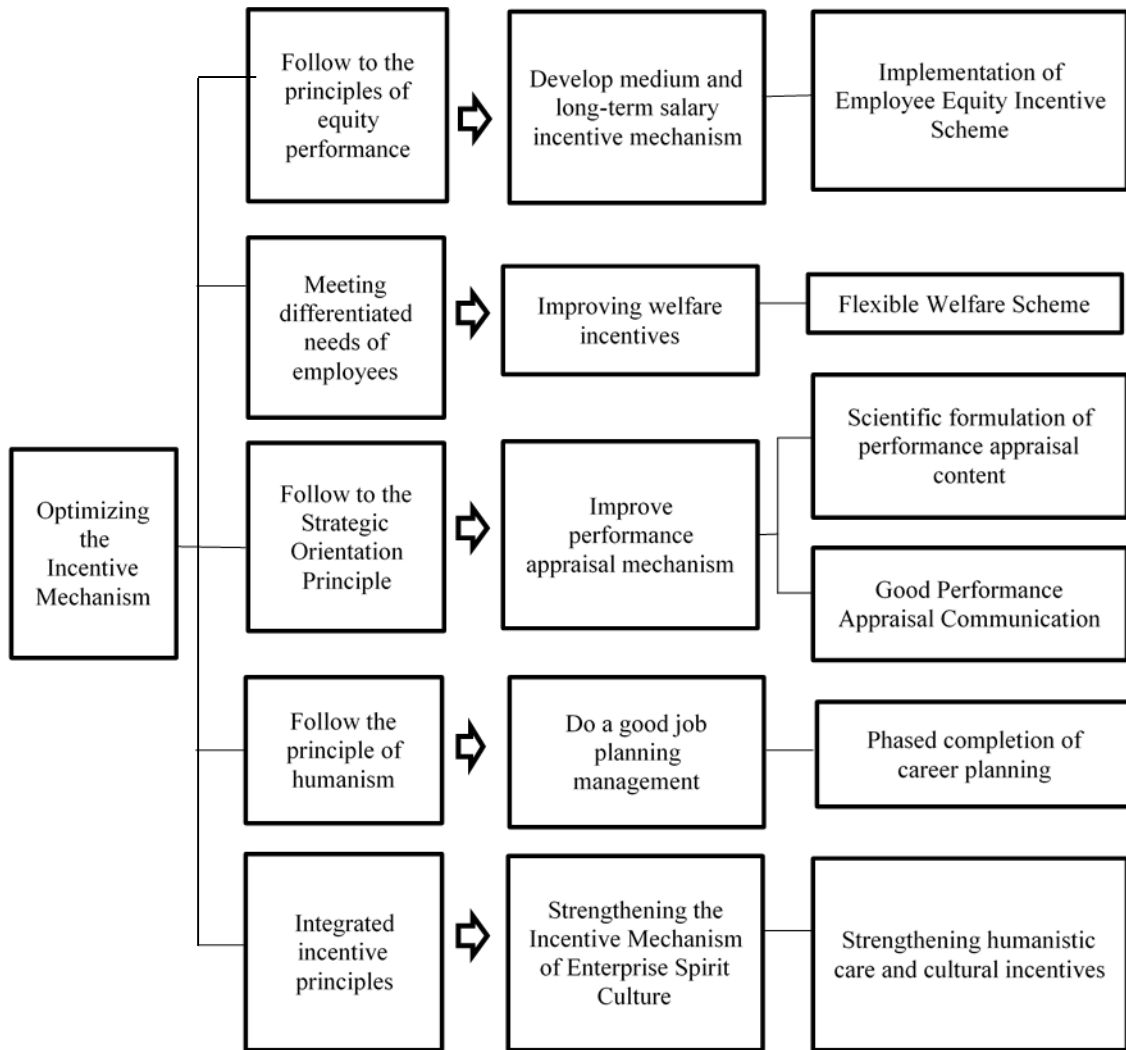 Follow to the
principles of
equity
performance
Develop medium and
long-term salary
incentive mechanism
Implementation of
Employee Equity Incentive
Scheme
Meeting
differentiated
needs of
employees
Improving welfare
incentives
Flexible Welfare Scheme
Optimizing
the
Incentive
Mechanism
Follow to the
Strategic
Orientation
Principle
Improve
performance
appraisal mechanism
Scientific formulation of
performance appraisal
content
Good Performance
Appraisal Communication
Follow the
principle of
humanism
Do a good job
planning
management
Phased completion of
career planning
Integrated
incentive
principles
Strengthening the
Incentive Mechanism
of Enterprise Spirit
Culture
Strengthening humanistic
care and cultural incentives